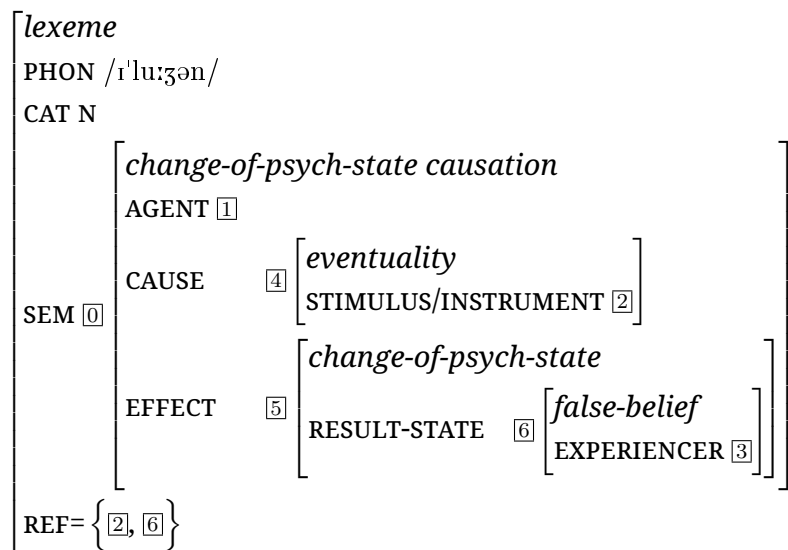 lexeme
PHON /ɪˈluːʒən/
CAT N
change-of-psych-state causation
AGENT 1
eventuality
CAUSE 4
STIMULUS/INSTRUMENT 2
SEM 0
change-of-psych-state
EFFECT 5
false-belief
RESULT-STATE 6
EXPERIENCER 3
REF= {2, 6}